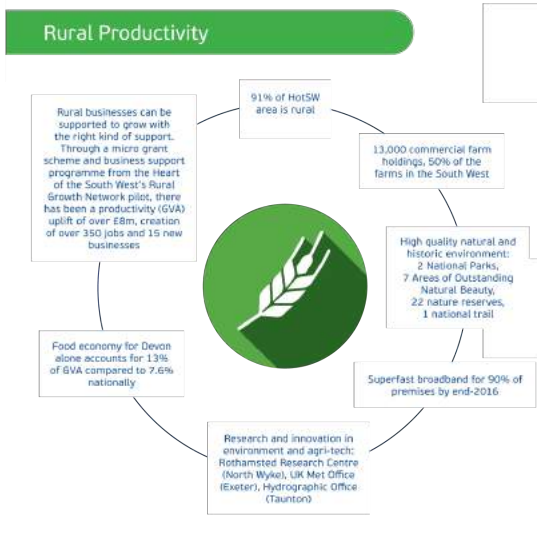 Rural Productivity
91% of HotSW
area is rural
13,000 commercial farm
holdings, 50% of the
farms in the South West
High quality natural and
historic environment:
2 National Parks,
7 Areas of Outstanding
Natural Beauty,
22 nature reserves,
1 national trail
Superfast broadband for 90% of
premises by end-2016
Research and innovation in
environment and agri-tech:
Rothamsted Research Centre
(North Wyke), UK Met Office
(Exeter), Hydrographic Office
(Taunton)
Food economy for Devon
alone accounts for 13%
of GVA compared to 7.6%
nationally
Rural businesses can be
supported to grow with
the right kind of support.
Through a micro grant
scheme and business support
programme from the Heart
of the South West's Rural
Growth Network pilot, there
has been a productivity (GVA)
uplift of over £8m, creation
of over 350 jobs and 15 new
businesses